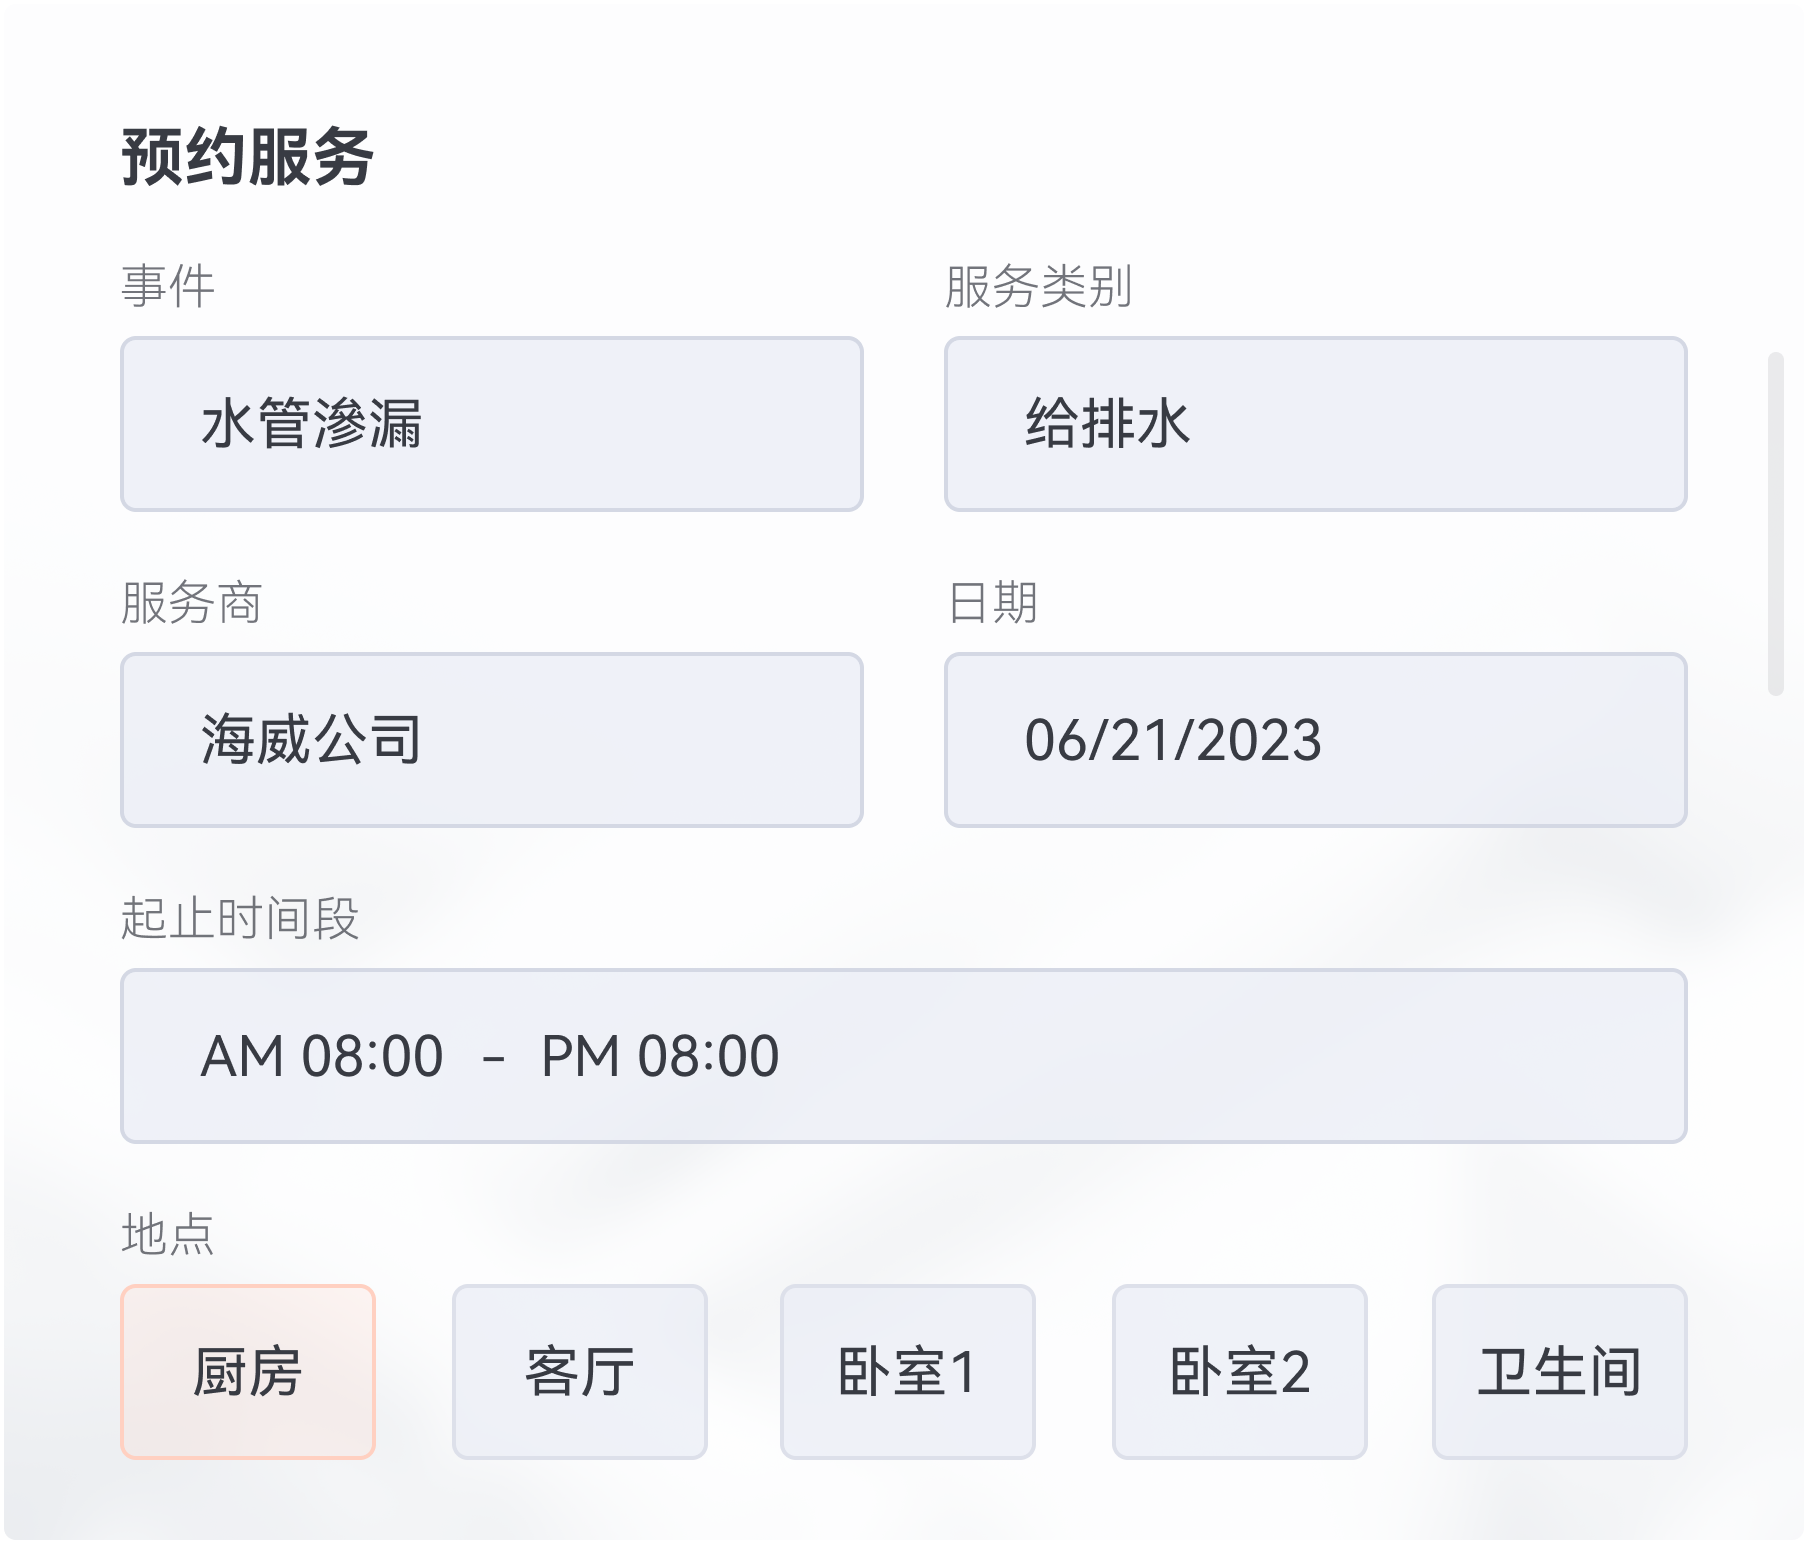 预约服务
事件
服务类别
水管滲漏
给排水
服务商
日期
海威公司
06/21/2023
起止时间段
AM 08:00 - PM 08:00
地点
厨房
客厅
卧室1
卧室2
卫生间